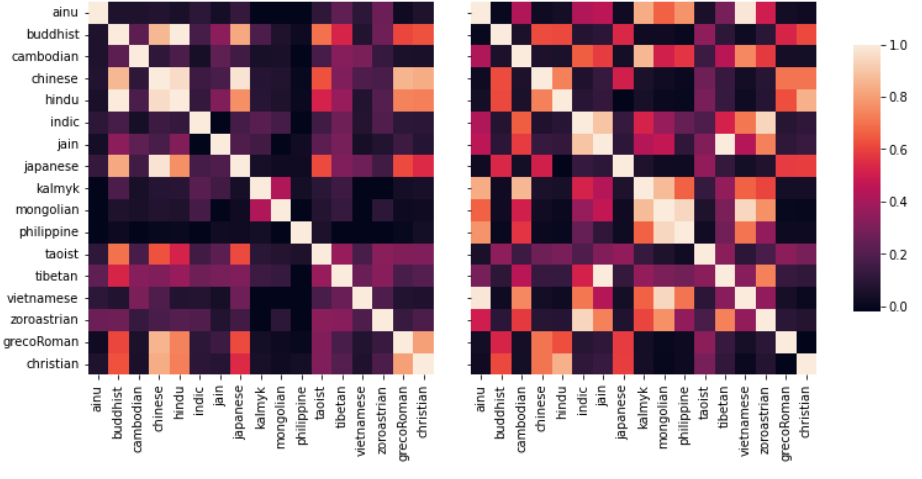 ainu
buddhist
cambodian
chinese
hindu
indic
jain
japanese
kalmyk
mongolian
philippine
taoist
tibetan
vietnamese
zoroastrian
grecoRoman
christian
ainu
buddhist
cambodian
chinese
hindu
indic
jain
japanese
kalmyk
mongolian
philippine
taoist
tibetan
vietnamese
zoroastrian
grecoRoman
christian
ainu
buddhist
cambodian
chinese
hindu
indic
jain
japanese
kalmyk
mongolian
philippine
taoist
tibetan
vietnamese
zoroastrian
grecoRoman
christian
1.0
0.8
0.6
0.4
0.2
0.0